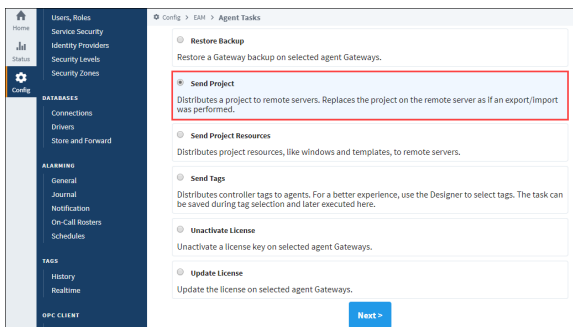 Home
Status
Config
Users, Roles
Service Security
Identity Providers
Security Levels
Security Zones
DATABASES
Connections
Drivers
Store and Forward
ALARMING
General
Journal
Notification
On-Call Rosters
Schedules
TAGS
History
Realtime
OPC CLIENT
Config > EAM > Agent Tasks
Restore Backup
Restore a Gateway backup on selected agent Gateways.
Send Project
Distributes a project to remote servers. Replaces the project on the remote server as if an export/import
was performed.
Send Project Resources
Distributes project resources, like windows and templates, to remote servers.
Send Tags
Distributes controller tags to agents. For a better experience, use the Designer to select tags. The task can
be saved during tag selection and later executed here.
Unactivate License
Unactivate a license key on selected agent Gateways.
Update License
Update the license on selected agent Gateways.
Next >